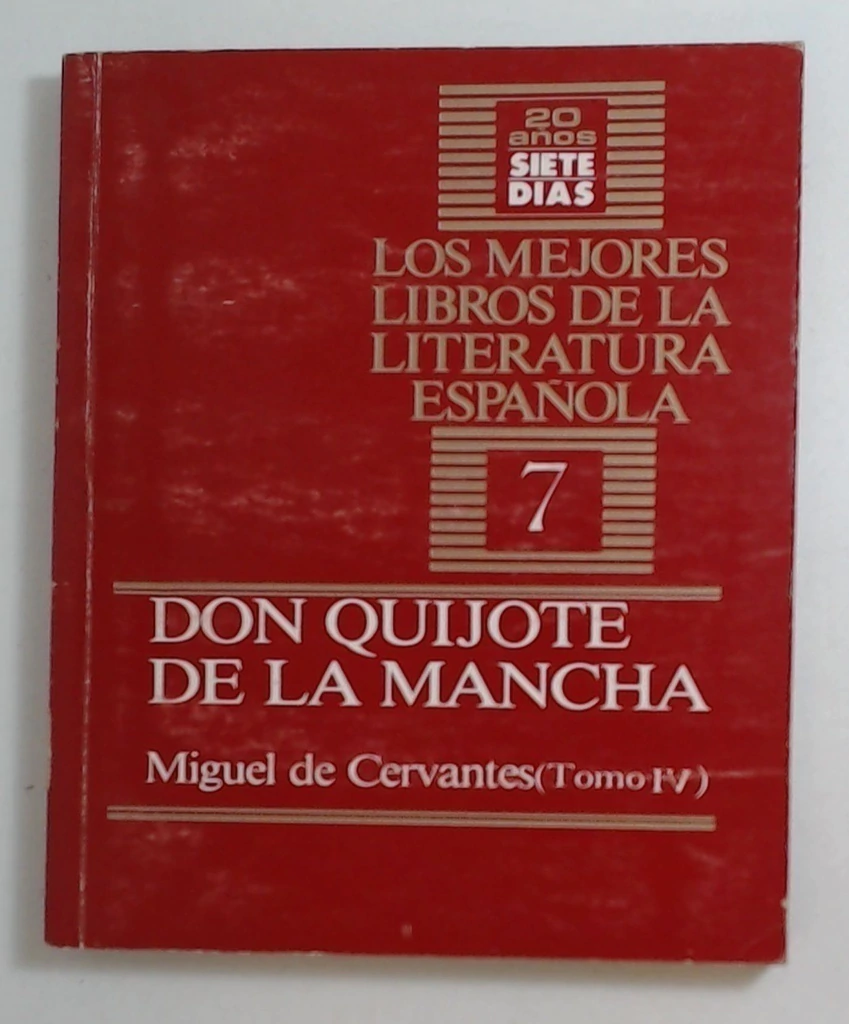 20
años
SIETE
DIAS
LOS MEJORES
LIBROS DE LA
LITERATURA
ESPAÑOLA
7
DON QUIJOTE
DE LA MANCHA
Miguel de Cervantes(Tomo IV)